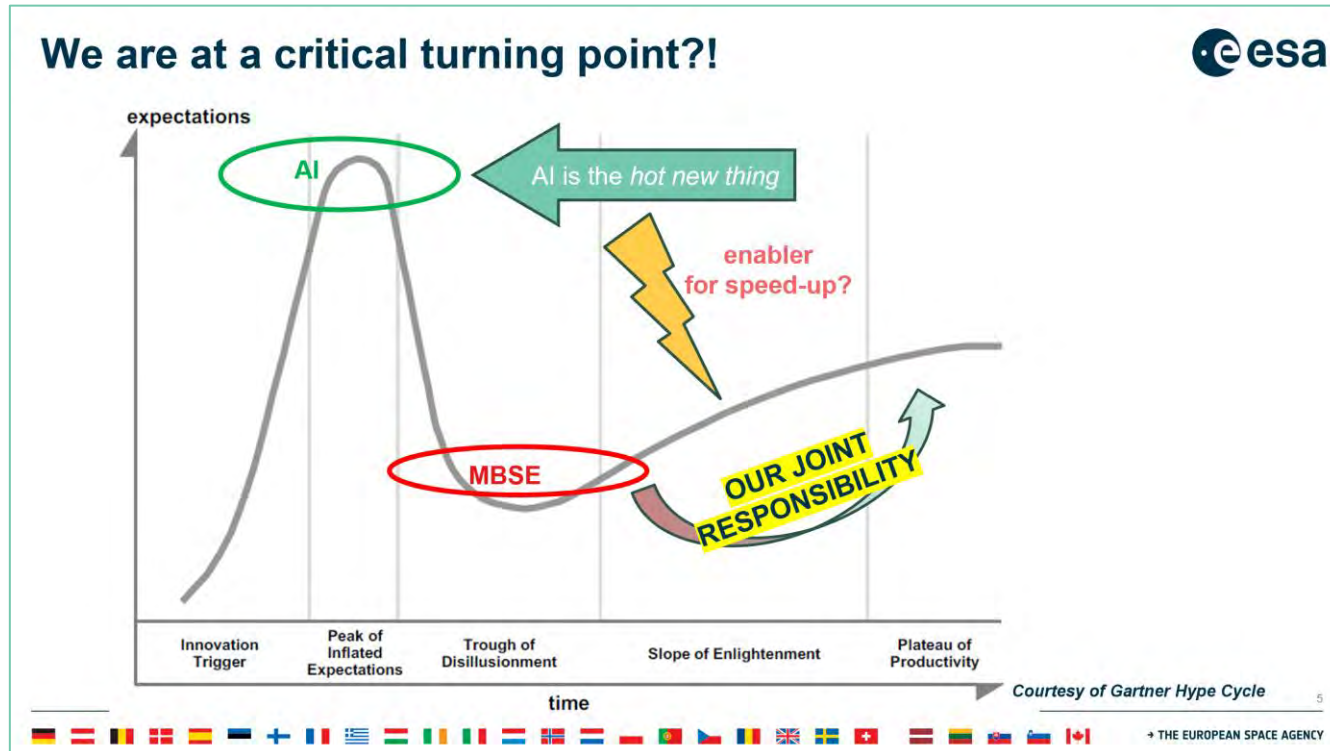 We are at a critical turning point?!
esa
expectations
AI
AI is the hot new thing
enabler
for speed-up?
MBSE
OUR JOINT
RESPONSIBILITY
Innovation
Trigger
Peak of
Inflated
Expectations
Trough of
Disillusionment
Slope of Enlightenment
Plateau of
Productivity
time
Courtesy of Gartner Hype Cycle
5
→ THE EUROPEAN SPACE AGENCY